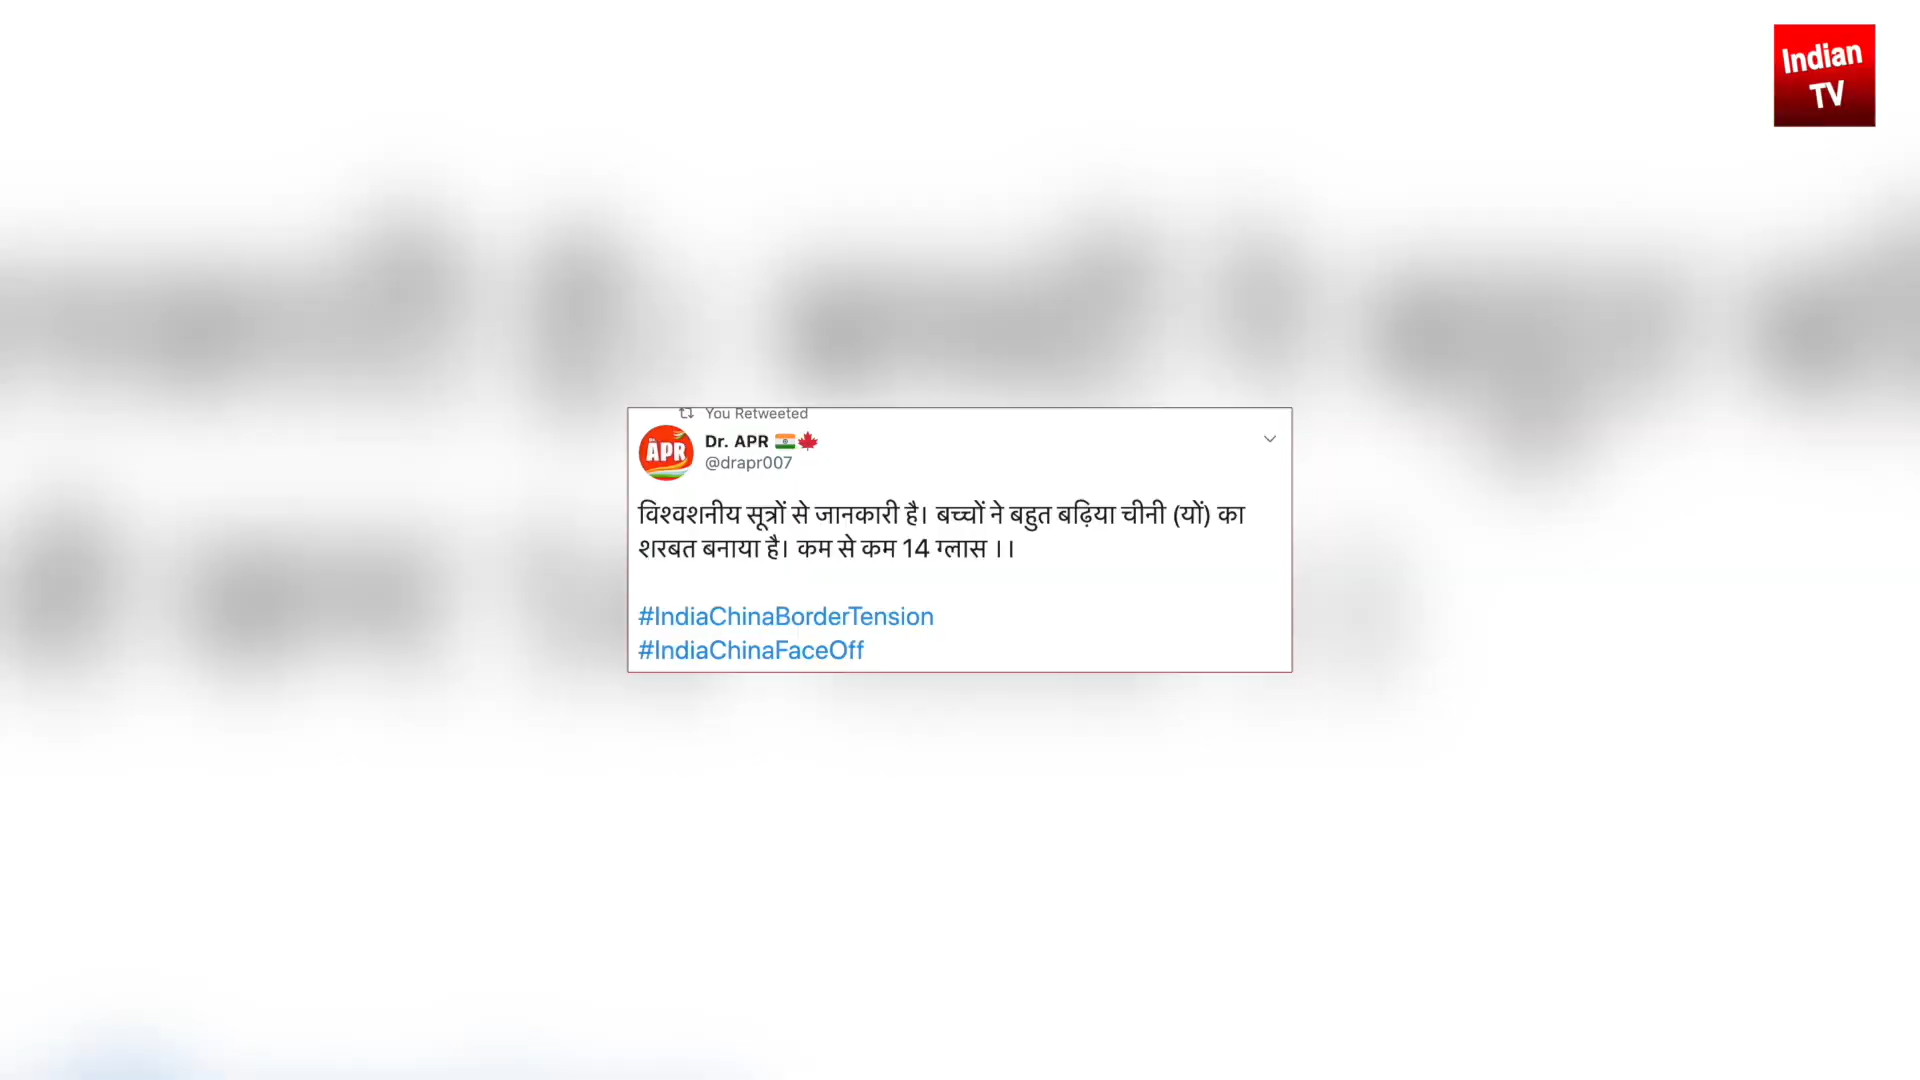 Indian
TV
You Retweeted
Dr. APR 🇮🇳🍁
@drapr007
APR
विश्वशनीय सूत्रों से जानकारी है। बच्चों ने बहुत बढ़िया चीनी (यों) का
शरबत बनाया है। कम से कम 14 ग्लास ।।
#IndiaChinaBorderTension
#IndiaChinaFaceOff